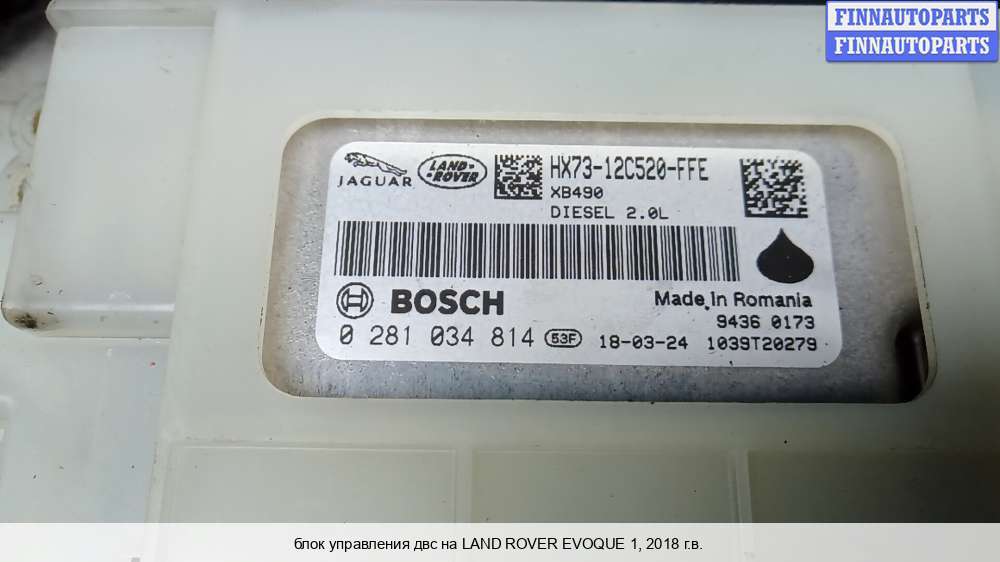 FINNAUTOPARTS
FINNAUTOPARTS
JAGUAR
LAND-
-ROVER
HX73-12C520-FFE
XB490
DIESEL 2.0L
BOSCH
Made in Romania
9436 0173
0 281 034 814 53F 18-03-24 1039T20279
блок управления двс на LAND ROVER EVOQUE 1, 2018 г.в.